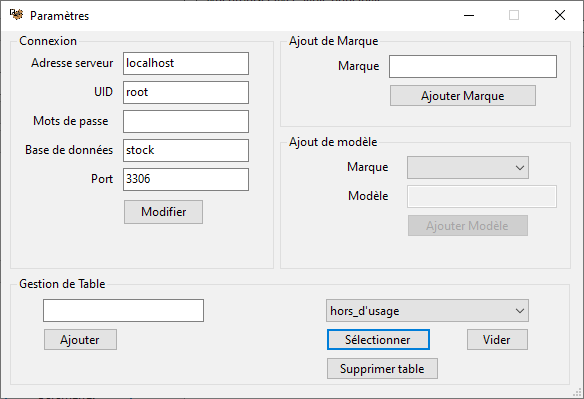 Paramètres
Connexion
Adresse serveur localhost
UID root
Mots de passe
Base de données stock
Port 3306
Modifier
Ajout de Marque
Marque
Ajouter Marque
Ajout de modèle
Marque
Modèle
Ajouter Modèle
Gestion de Table
hors_d'usage
Ajouter Sélectionner Vider
Supprimer table